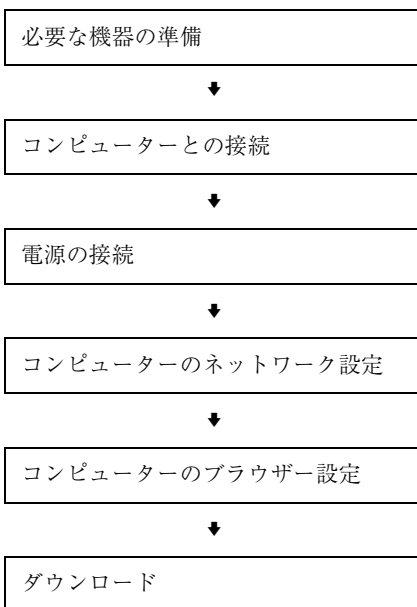 必要な機器の準備
コンピューターとの接続
電源の接続
コンピューターのネットワーク設定
コンピューターのブラウザー設定
ダウンロード